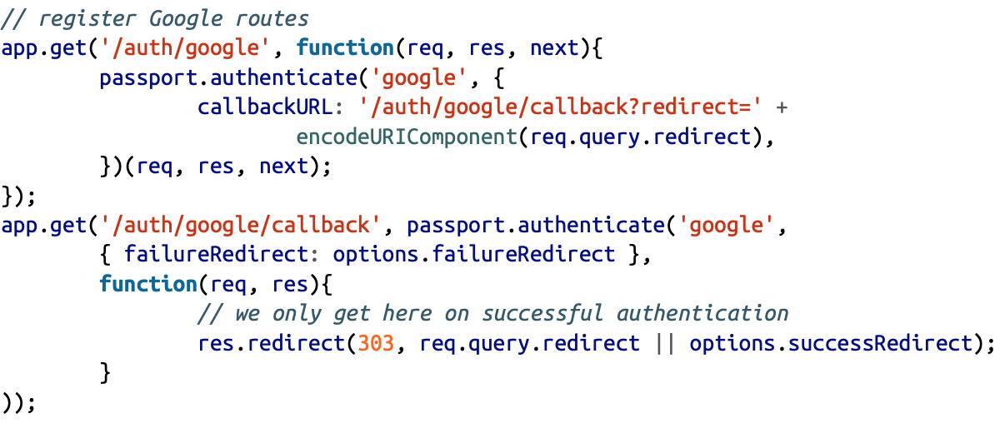 // register Google routes
app.get('/auth/google', function(req, res, next){
        passport.authenticate('google', {
                callbackURL: '/auth/google/callback?redirect=' +
                        encodeURIComponent(req.query.redirect),
        })(req, res, next);
});
app.get('/auth/google/callback', passport.authenticate('google',
        { failureRedirect: options.failureRedirect },
        function(req, res){
                // we only get here on successful authentication
                res.redirect(303, req.query.redirect || options.successRedirect);
        }
));